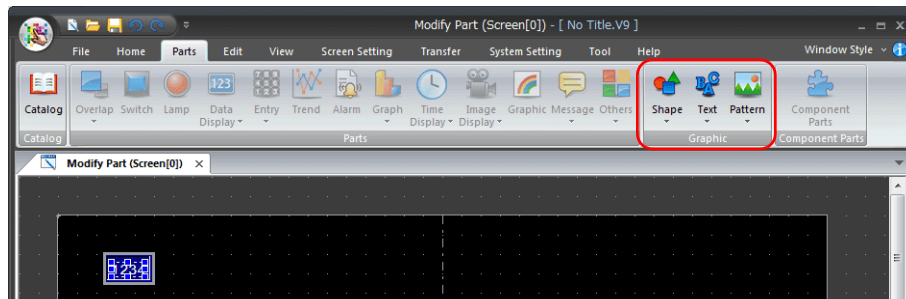 Modify Part (Screen[0]) - [ No Title.V9 ]
File Home Parts Edit View Screen Setting Transfer System Setting Tool Help Window Style
123
Catalog Overlap Switch Lamp Data Display Entry Trend Alarm Graph Time Display Image Display Graphic Message Others Shape Text Pattern Component Parts
Catalog Parts Graphic Component Parts
Modify Part (Screen[0]) ×
1234